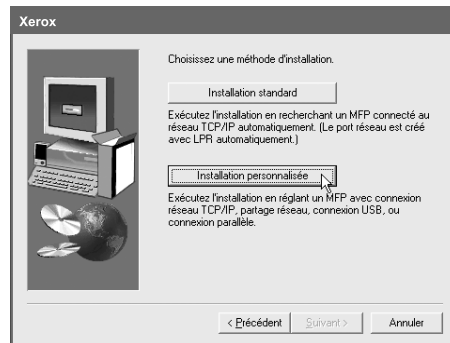 Xerox
Choisissez une méthode d'installation.
Installation standard
Exécutez l'installation en recherchant un MFP connecté au
réseau TCP/IP automatiquement. (Le port réseau est créé
avec LPR automatiquement.)
Installation personnalisée
Exécutez l'installation en réglant un MFP avec connexion
réseau TCP/IP, partage réseau, connexion USB, ou
connexion parallèle.
< Précédent Suivant > Annuler